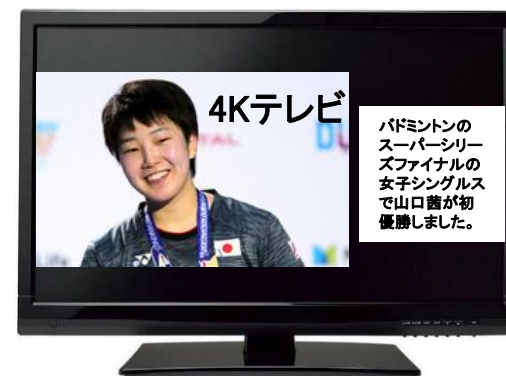 4Kテレビ
バドミントンの
スーパーシリー
ズファイナルの
女子シングルス
で山口茜が初
優勝しました。